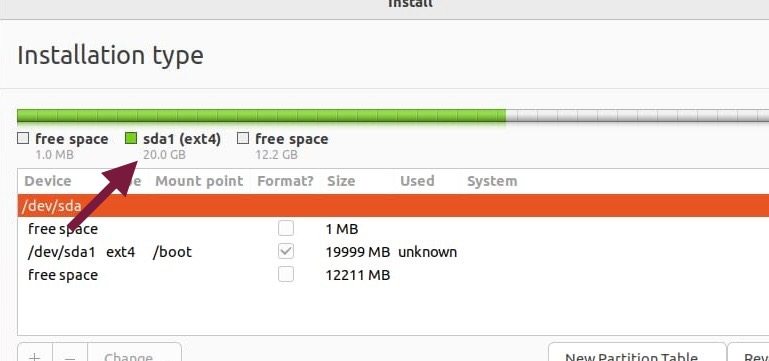 Install
Installation type
free space sda1 (ext4) free space
1.0 MB 20.0 GB 12.2 GB
Device Mount point Format? Size Used System
/dev/sda
free space 1 MB
/dev/sda1 ext4 /boot 19999 MB unknown
free space 12211 MB
+ - Change... New Partition Table...